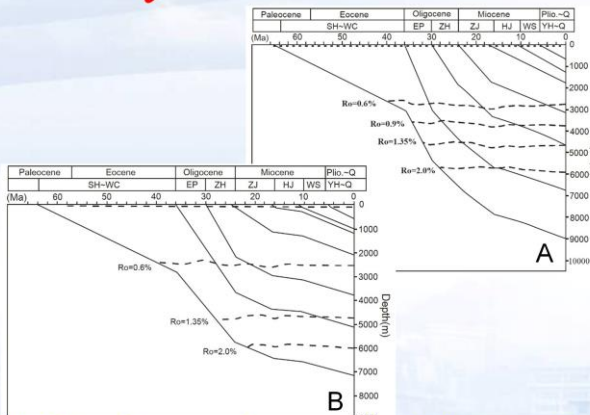 Paleocene Eocene Oligocene Miocene Plio.~Q
SH~WC EP ZH ZJ HJ WS YH~Q
(Ma) 60 50 40 30 20 10 0
0
1000
2000
Ro=0.6%
3000
Ro=0.9%
4000
Ro=1.35%
5000
Ro=2.0%
6000
7000
8000
9000
10000
A
Paleocene Eocene Oligocene Miocene Plio.~Q
SH~WC EP ZH ZJ HJ WS YH~Q
(Ma) 60 50 40 30 20 10 0
0
1000
2000
Ro=0.6%
3000
Depth(m)
4000
Ro=1.35%
5000
Ro=2.0%
6000
7000
8000
B